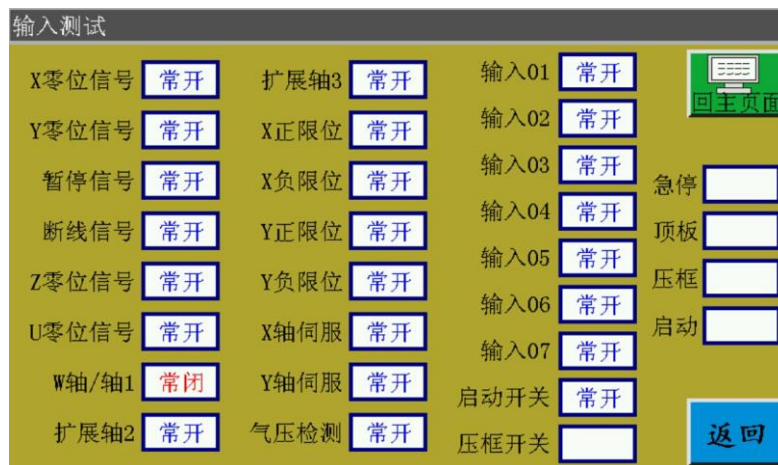 输入测试
X零位信号 常开 扩展轴3 常开 输入01 常开
回主页面
Y零位信号 常开 X正限位 常开 输入02 常开
暂停信号 常开 X负限位 常开 输入03 常开 急停
断线信号 常开 Y正限位 常开 输入04 常开 顶板
Z零位信号 常开 Y负限位 常开 输入05 常开 压框
U零位信号 常开 X轴伺服 常开 输入06 常开 启动
输入07 常开
W轴/轴1 常闭 Y轴伺服 常开 启动开关 常开
扩展轴2 常开 气压检测 常开 压框开关
返回